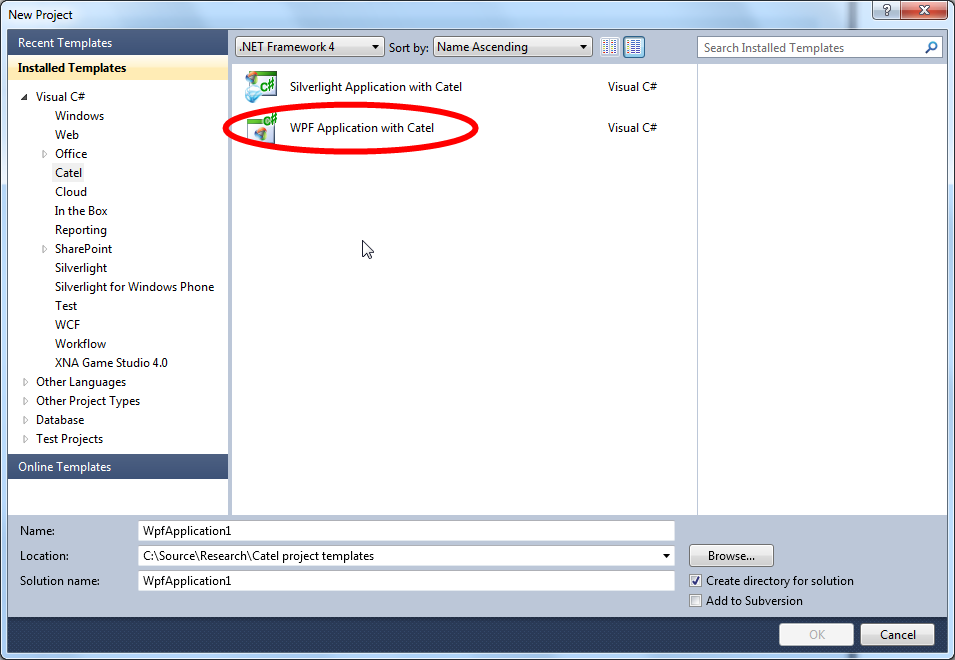 New Project
Recent Templates
Installed Templates
Visual C#
Windows
Web
Office
Catel
Cloud
In the Box
Reporting
SharePoint
Silverlight
Silverlight for Windows Phone
Test
WCF
Workflow
XNA Game Studio 4.0
Other Languages
Other Project Types
Database
Test Projects
Online Templates
.NET Framework 4 Sort by: Name Ascending
Search Installed Templates
C# Silverlight Application with Catel Visual C#
C# WPF Application with Catel Visual C#
Name: WpfApplication1
Location: C:\Source\Research\Catel project templates Browse...
Solution name: WpfApplication1 Create directory for solution
Add to Subversion
OK Cancel